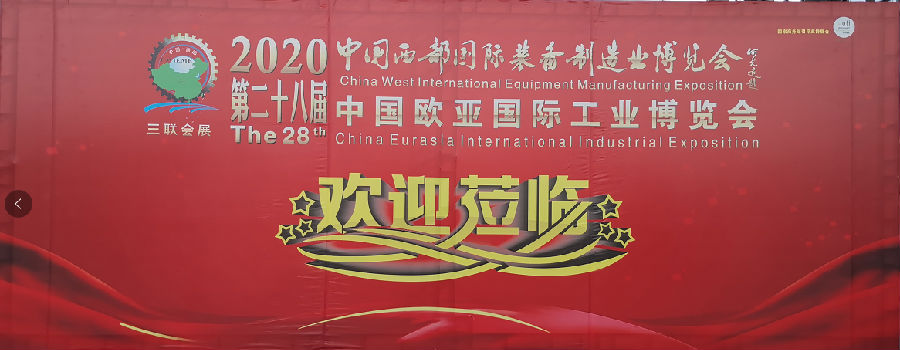 2020
第二十八届
The 28th
中国西部国际装备制造业博览会
China West International Equipment Manufacturing Exposition
中国欧亚国际工业博览会
China Eurasia International Industrial Exposition
三联会展
欢迎莅临